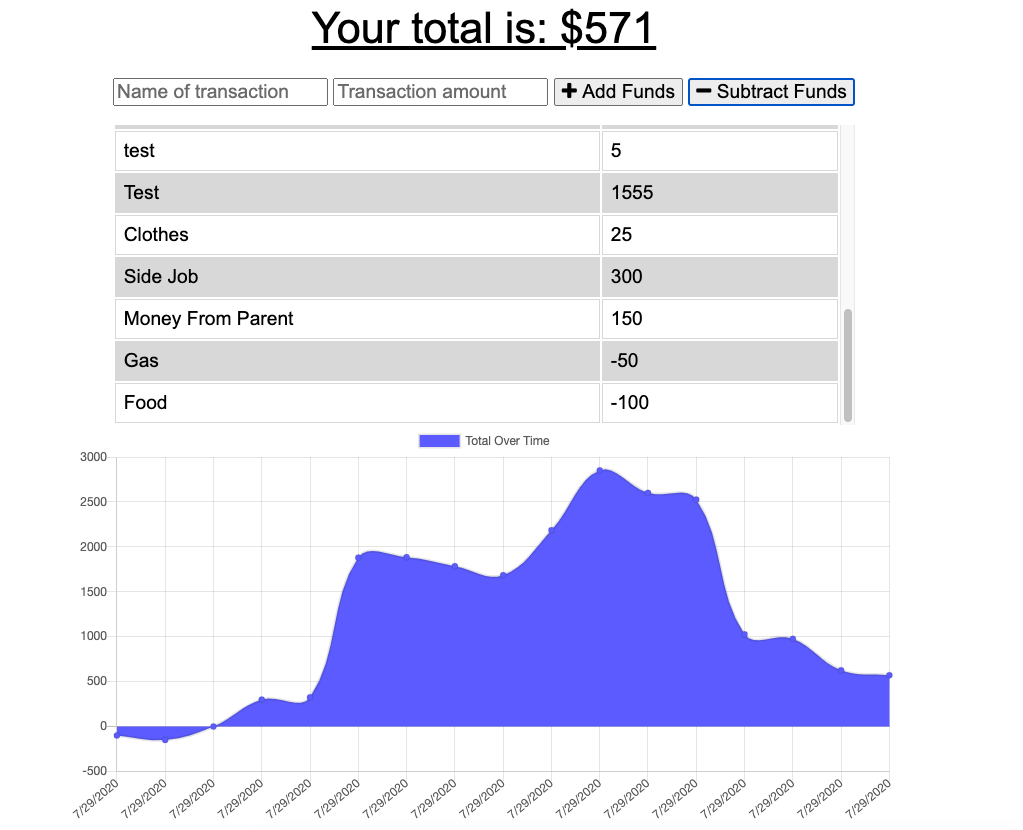 Your total is: $571
Name of transaction Transaction amount + Add Funds − Subtract Funds
test 5
Test 1555
Clothes 25
Side Job 300
Money From Parent 150
Gas -50
Food -100
Total Over Time
3000
2500
2000
1500
1000
500
0
-500
7/29/2020 7/29/2020 7/29/2020 7/29/2020 7/29/2020 7/29/2020 7/29/2020 7/29/2020 7/29/2020 7/29/2020 7/29/2020 7/29/2020 7/29/2020 7/29/2020 7/29/2020 7/29/2020 7/29/2020